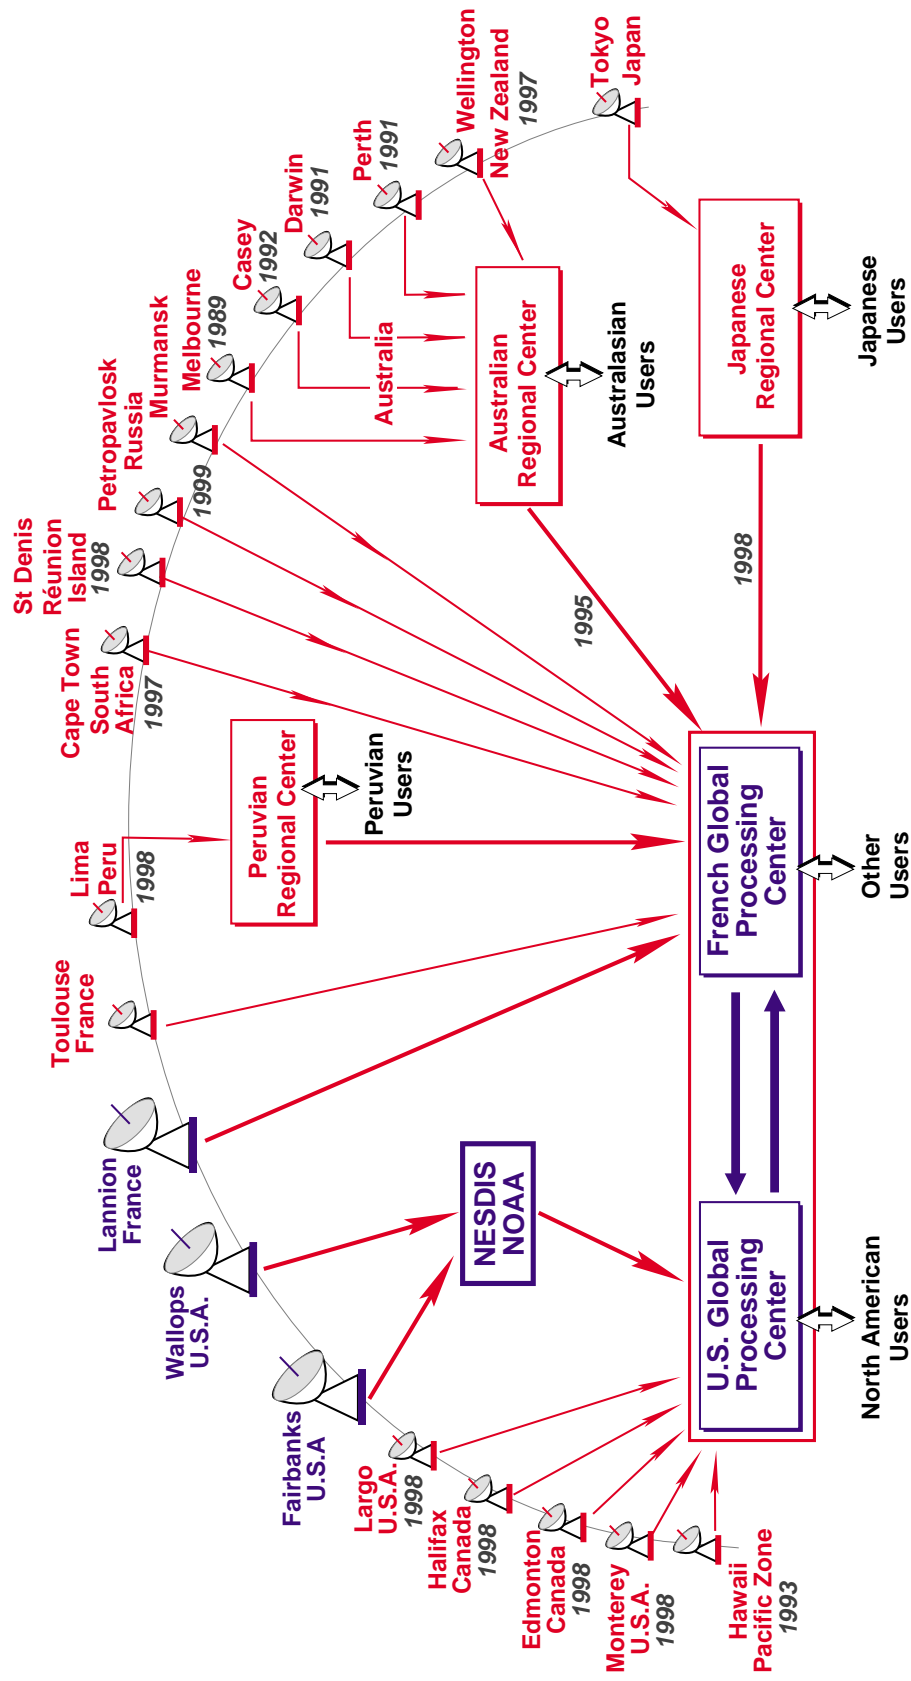 Hawaii
Pacific Zone
1993
Monterey
U.S.A.
1998
Edmonton
Canada
1998
Halifax
Canada
1998
Largo
U.S.A.
1998
Fairbanks
U.S.A
Wallops
U.S.A.
Lannion
France
Toulouse
France
Lima
Peru
1998
Cape Town
South
Africa
1997
St Denis
Réunion
Island
1998
Petropavlosk
Russia
Murmansk
1999
Melbourne
1989
Casey
1992
Darwin
1991
Perth
1991
Wellington
New Zealand
1997
Tokyo
Japan
Australia
Peruvian
Regional Center
Peruvian
Users
Australian
Regional Center
Australasian
Users
Japanese
Regional Center
Japanese
Users
NESDIS
NOAA
1995
1998
U.S. Global
Processing
Center
French Global
Processing
Center
North American
Users
Other
Users